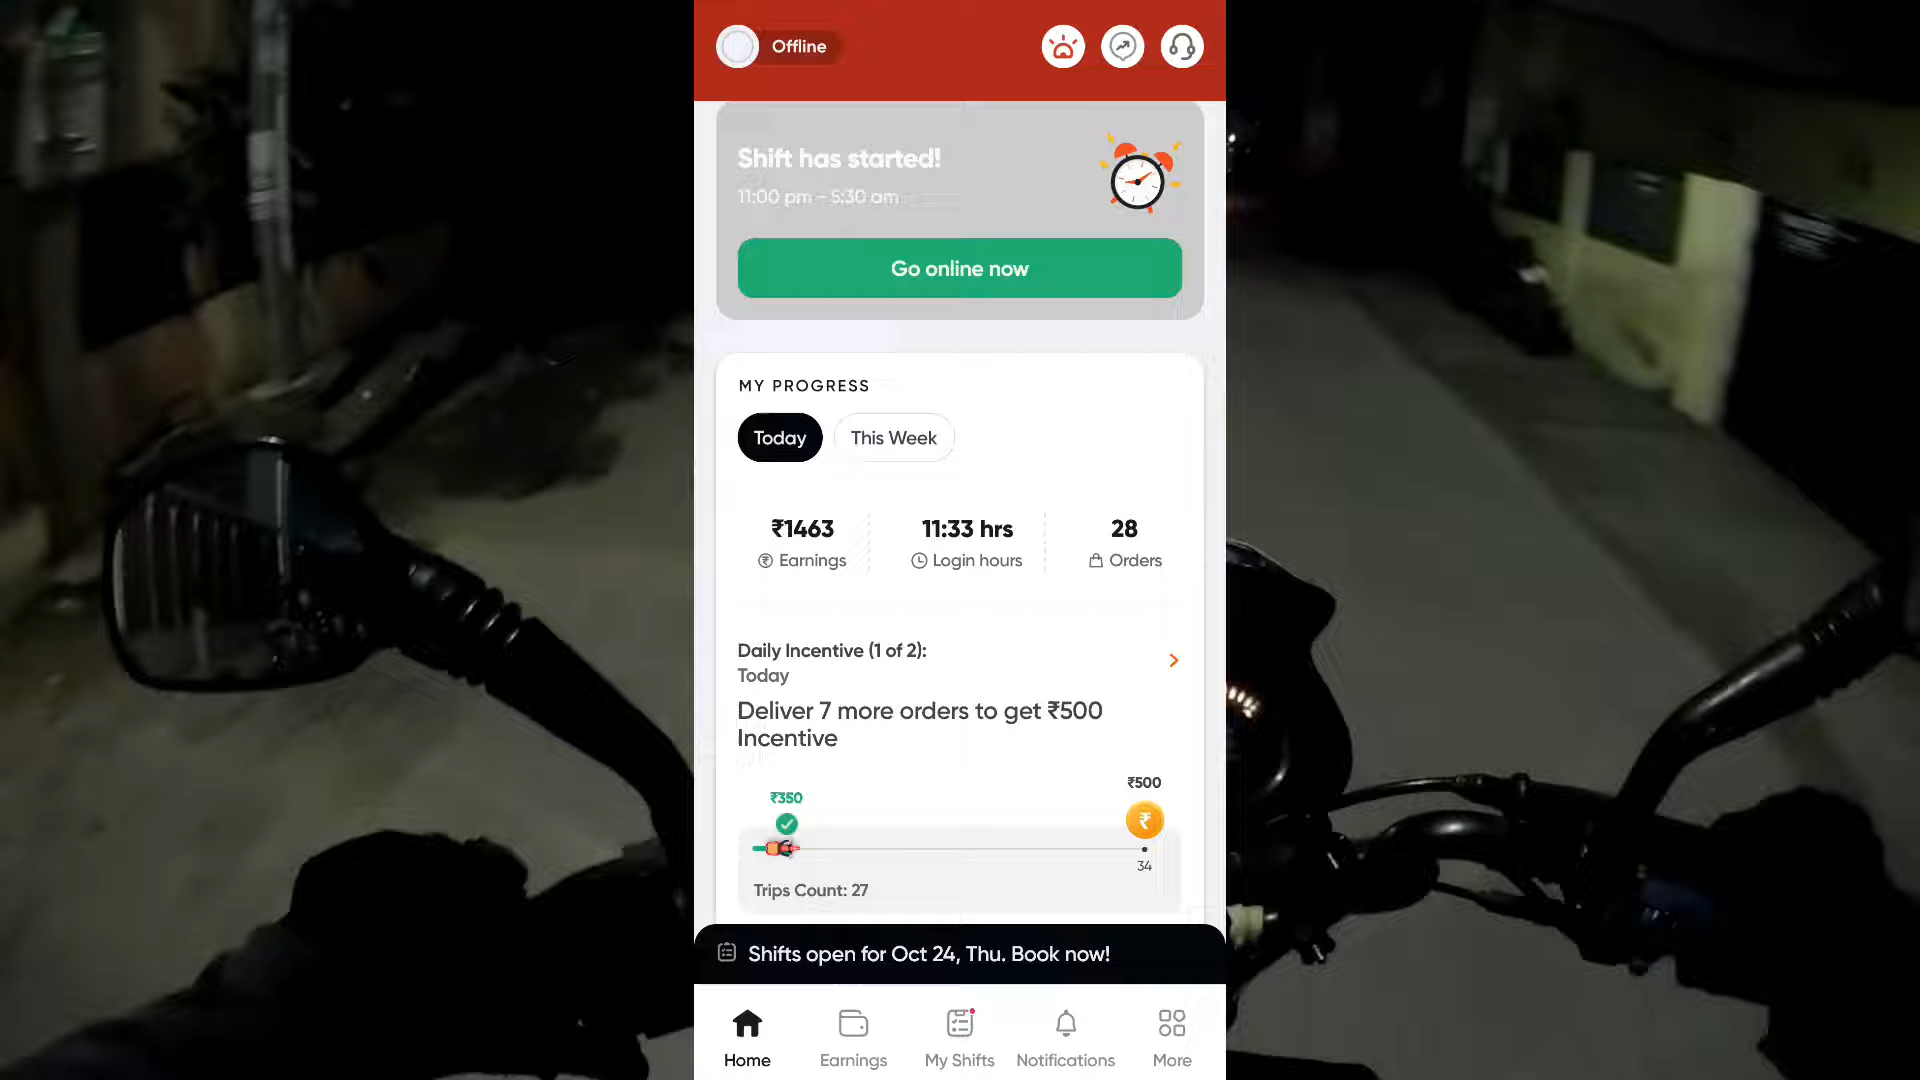 Offline
Shift has started!
11:00 pm - 5:30 am
Go online now
MY PROGRESS
Today
This Week
₹1463
11:33 hrs
28
Earnings
Login hours
Orders
Daily Incentive (1 of 2):
Today
Deliver 7 more orders to get ₹500
Incentive
₹500
₹350
34
Trips Count: 27
Shifts open for Oct 24, Thu. Book now!
Home
Earnings
My Shifts
Notifications
More